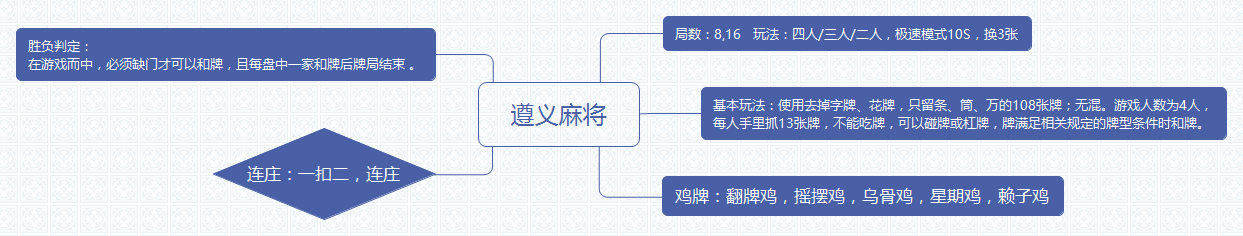 胜负判定：
在游戏而中，必须缺门才可以和牌，且每盘中一家和牌后牌局结束 。
局数：8,16 玩法：四人/三人/二人，极速模式10S，换3张
遵义麻将
基本玩法：使用去掉字牌、花牌，只留条、筒、万的108张牌；无混。游戏人数为4人，
每人手里抓13张牌，不能吃牌，可以碰牌或杠牌，牌满足相关规定的牌型条件时和牌。
连庄：一扣二，连庄
鸡牌：翻牌鸡，摇摆鸡，乌骨鸡，星期鸡，赖子鸡